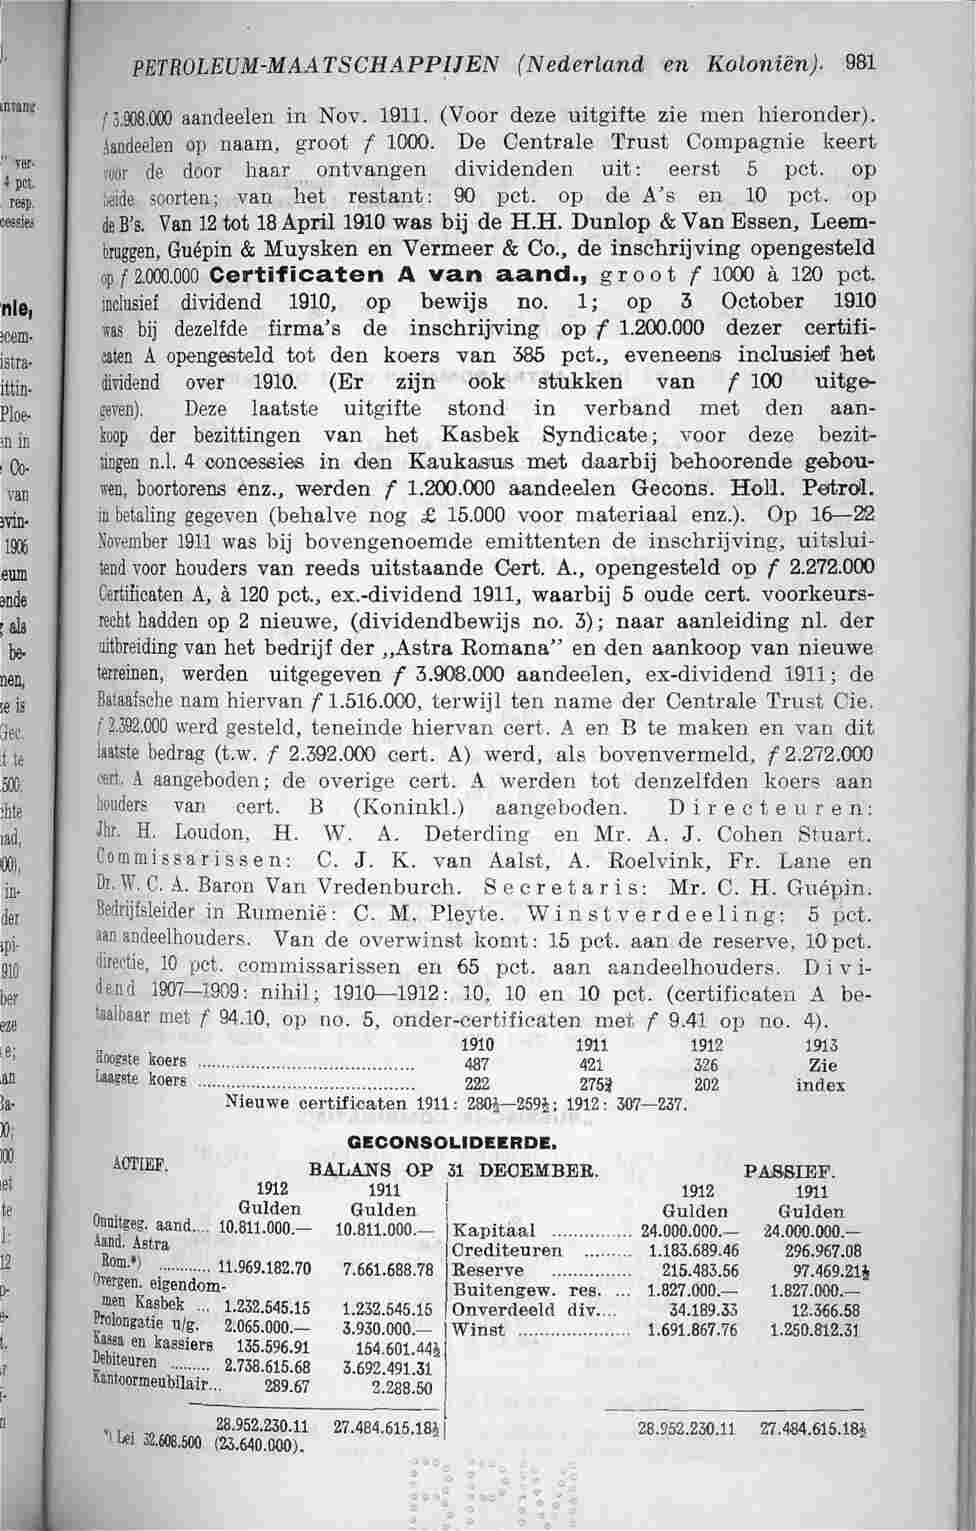 PETROLEUM-MAATSCHAPPIJEN (Nederland en Koloniën). 981
f 3.908.000 aandeelen in Nov. 1911. (Voor deze uitgifte zie men hieronder).
Aandeelen op naam, groot f 1000. De Centrale Trust Compagnie keert
voor de door haar ontvangen dividenden uit: eerst 5 pct. op
beide soorten; van het restant: 90 pct. op de A's en 10 pct. op
de B's. Van 12 tot 18 April 1910 was bij de H.H. Dunlop & Van Essen, Leem-
bruggen, Guépin & Muysken en Vermeer & Co., de inschrijving opengesteld
op f 2.000.000 Certificaten A van aand., groot f 1000 à 120 pct.
inclusief dividend 1910, op bewijs no. 1; op 3 October 1910
was bij dezelfde firma's de inschrijving op f 1.200.000 dezer certifi-
caten A opengesteld tot den koers van 385 pct., eveneens inclusief het
dividend over 1910. (Er zijn ook stukken van f 100 uitge-
geven). Deze laatste uitgifte stond in verband met den aan-
koop der bezittingen van het Kasbek Syndicate; voor deze bezit-
tingen n.l. 4 concessies in den Kaukasus met daarbij behoorende gebou-
wen, boortorens enz., werden f 1.200.000 aandeelen Gecons. Holl. Petrol.
in betaling gegeven (behalve nog £ 15.000 voor materiaal enz.). Op 16—22
November 1911 was bij bovengenoemde emittenten de inschrijving, uitslui-
tend voor houders van reeds uitstaande Cert. A., opengesteld op f 2.272.000
Certificaten A, à 120 pct., ex.-dividend 1911, waarbij 5 oude cert. voorkeurs-
recht hadden op 2 nieuwe, (dividendbewijs no. 3); naar aanleiding nl. der
uitbreiding van het bedrijf der „Astra Romana" en den aankoop van nieuwe
terreinen, werden uitgegeven f 3.908.000 aandeelen, ex-dividend 1911; de
Bataafsche nam hiervan f 1.516.000, terwijl ten name der Centrale Trust Cie.
f 2.392.000 werd gesteld, teneinde hiervan cert. A en B te maken en van dit
laatste bedrag (t.w. f 2.392.000 cert. A) werd, als bovenvermeld, f 2.272.000
cert. A aangeboden; de overige cert. A werden tot denzelfden koers aan
houders van cert. B (Koninkl.) aangeboden. Directeuren:
Jhr. H. Loudon, H. W. A. Deterding en Mr. A. J. Cohen Stuart.
Commissarissen: C. J. K. van Aalst, A. Roelvink, Fr. Lane en
Dr. W. C. A. Baron Van Vredenburch. Secretaris: Mr. C. H. Guépin.
Bedrijfsleider in Rumenië: C. M. Pleyte. Winstverdeeling: 5 pct.
aan andeelhouders. Van de overwinst komt: 15 pct. aan de reserve, 10 pct.
directie, 10 pct. commissarissen en 65 pct. aan aandeelhouders. Divi-
dend 1907—1909: nihil; 1910—1912: 10, 10 en 10 pct. (certificaten A be-
taalbaar met f 94.10, op no. 5, onder-certificaten met f 9.41 op no. 4).
1910 1911 1912 1913
Hoogste koers ........ 487 421 326 Zie
Laagste koers ........ 222 275¾ 202 index
Nieuwe certificaten 1911: 280½—259½; 1912: 307—237.
GECONSOLIDEERDE.
ACTIEF. BALANS OP 31 DECEMBER. PASSIEF.
1912 1911 1912 1911
Gulden Gulden Gulden Gulden
Onuitgeg. aand.... 10.811.000.— 10.811.000.— Kapitaal ........ 24.000.000.— 24.000.000.—
Aand. Astra Crediteuren ........ 1.183.689.46 296.967.08
Rom.*) ........ 11.969.182.70 7.661.688.78 Reserve ........ 215.483.56 97.469.21½
Overgen. eigendom- Buitengew. res. ... 1.827.000.— 1.827.000.—
men Kasbek ... 1.232.545.15 1.232.545.15 Onverdeeld div.... 34.189.33 12.366.58
Prolongatie u/g. 2.065.000.— 3.930.000.— Winst ........ 1.691.867.76 1.250.812.31
Kassa en kassiers 135.596.91 154.601.44½
Debiteuren ........ 2.738.615.68 3.692.491.31
Kantoormeubilair... 289.67 2.288.50
28.952.230.11 27.484.615.18½ 28.952.230.11 27.484.615.18½
*) Lei 32.608.500 (23.640.000).